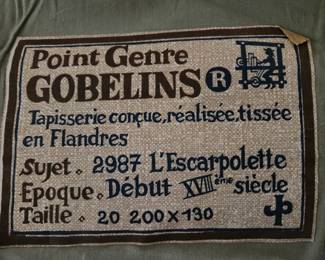 Point Genre
GOBELINS ®
Tapisserie conçue, réalisée, tissée
en Flandres
Sujet. 2987 L'Escarpolette
Epoque. Début XVIIIème siècle
Taille. 20 200 x 130